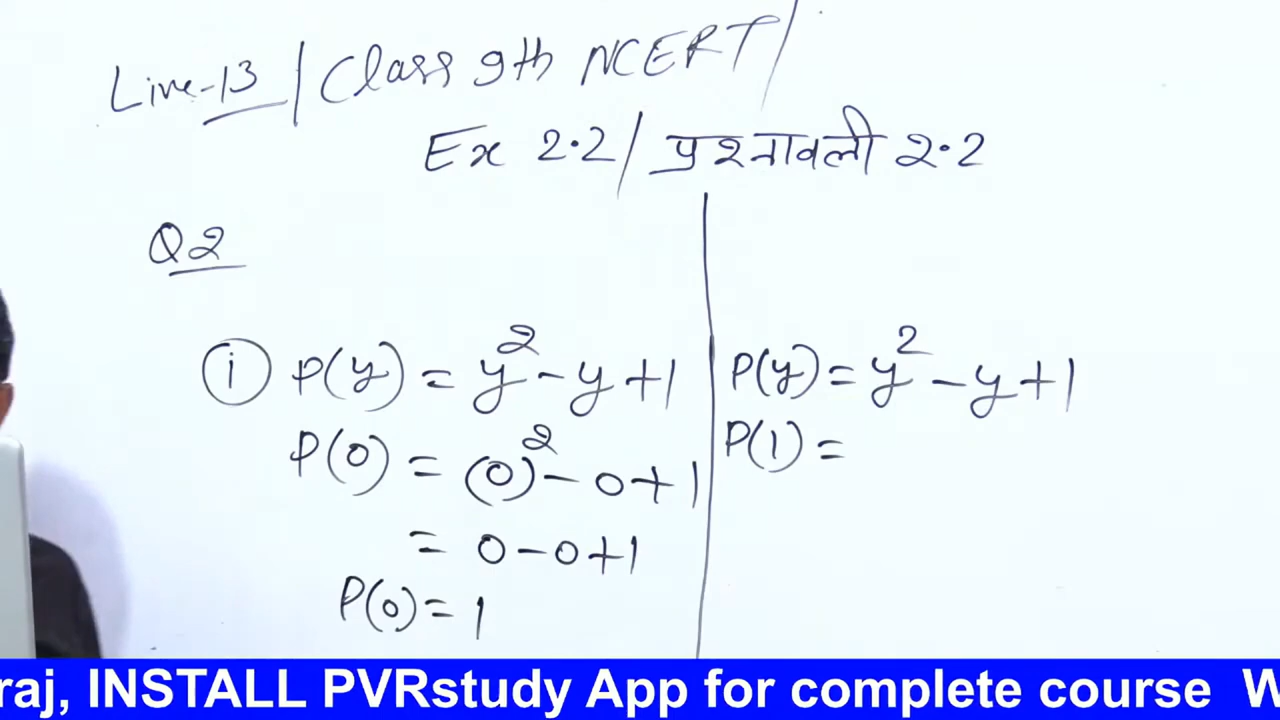 Live-13 / Class 9th NCERT /
Ex 2.2 / प्रश्नावली 2.2
Q2
i P(y) = y² - y + 1
P(0) = (0)² - 0 + 1
= 0 - 0 + 1
P(0) = 1
P(y) = y² - y + 1
P(1) =
raj, INSTALL PVRstudy App for complete course W